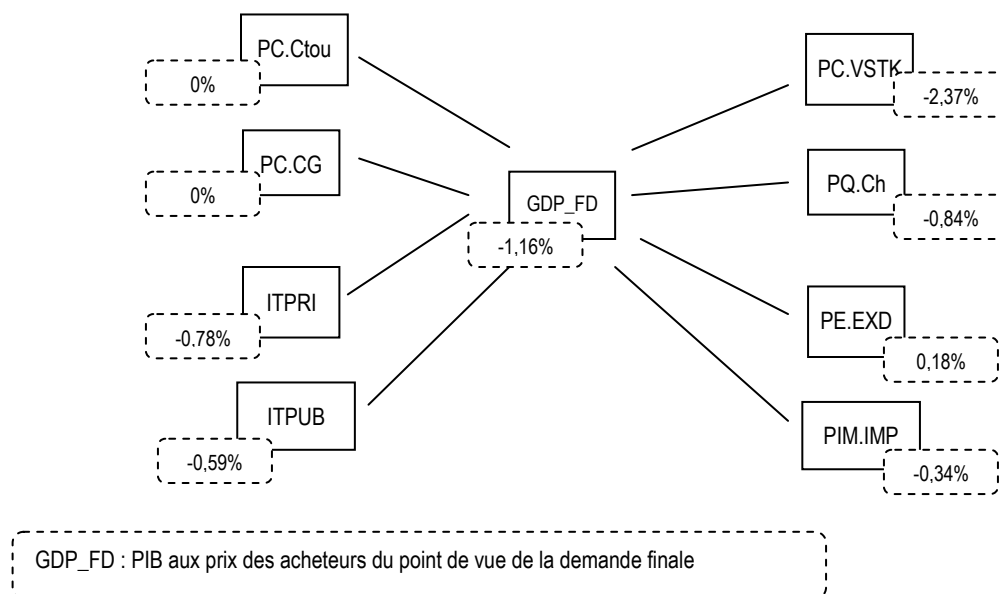 PC.Ctou
0%
PC.CG
0%
ITPRI
-0.78%
ITPUB
-0,59%
GDP_FD
-1,16%
PC.VSTK
-2,37%
PQ.Ch
-0,84%
PE.EXD
0,18%
PIM.IMP
-0,34%
GDP_FD : PIB aux prix des acheteurs du point de vue de la demande finale